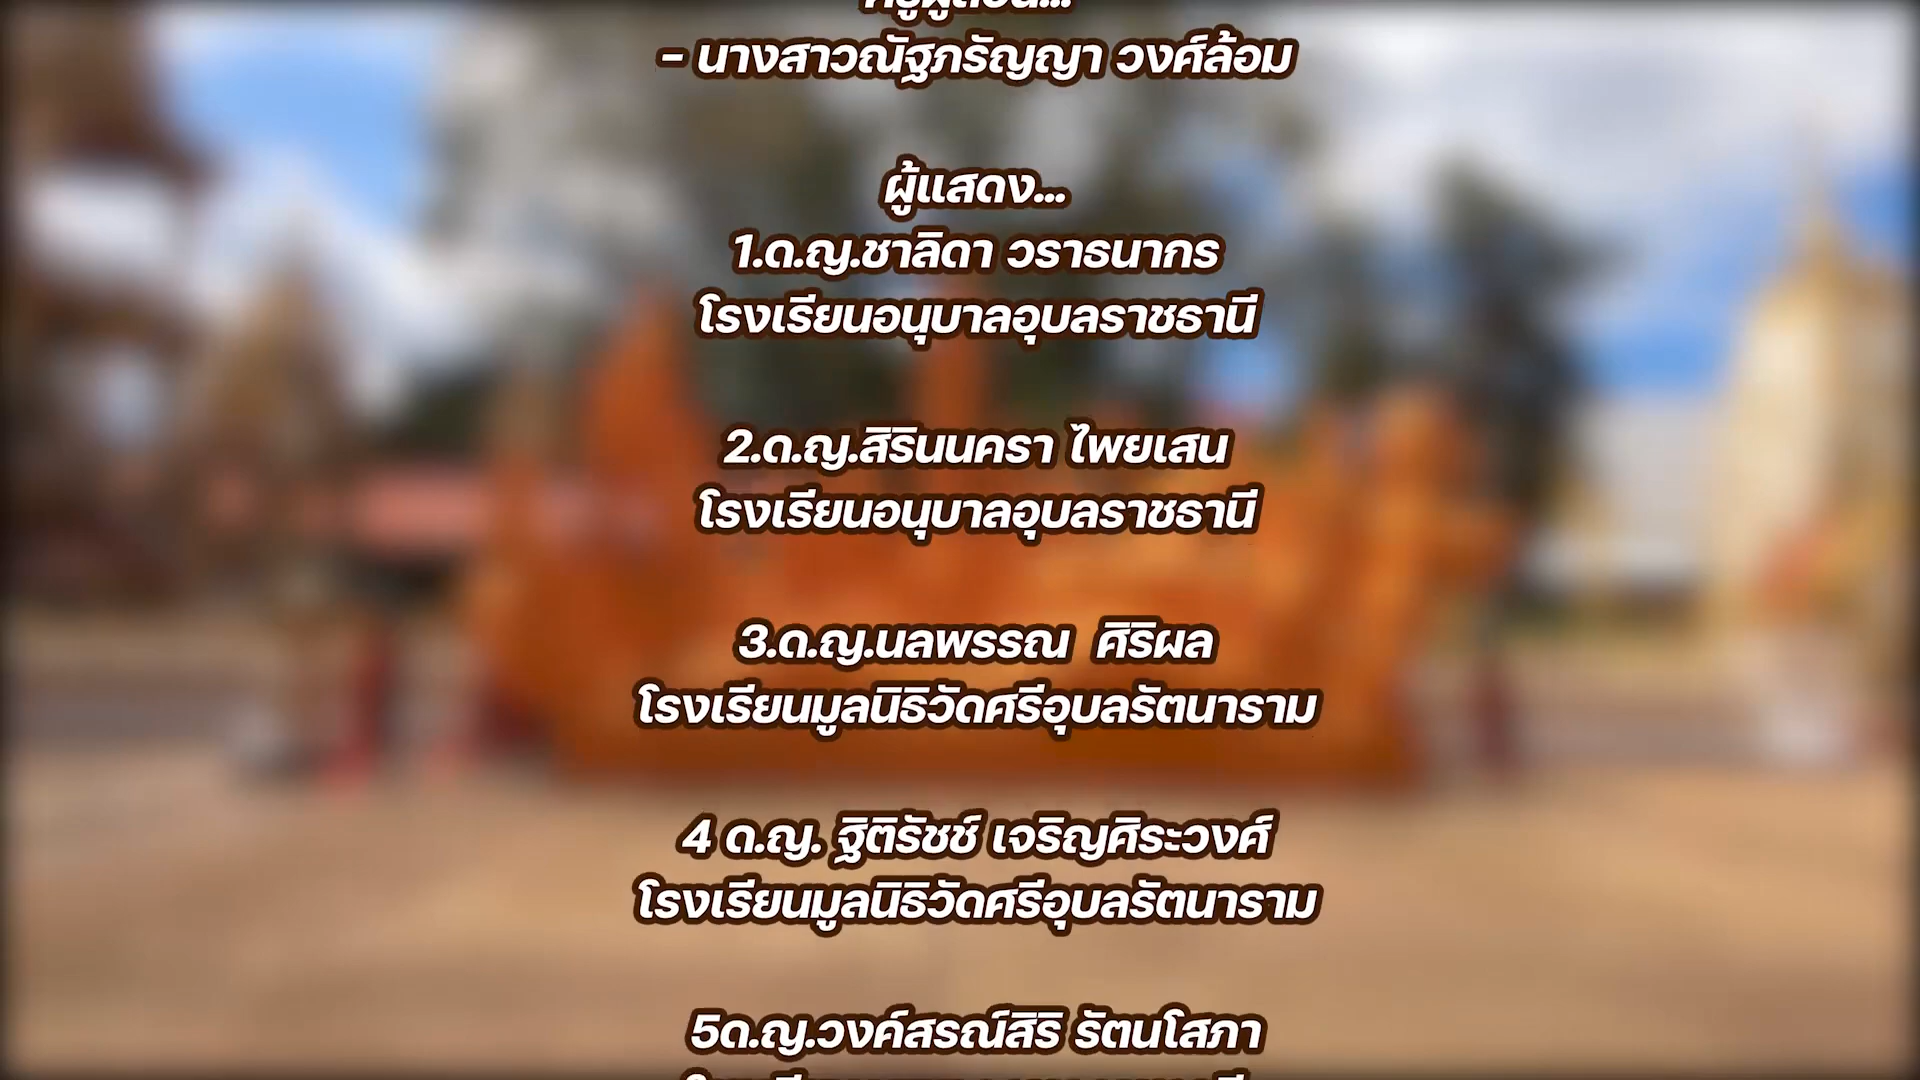 ครูผู้สอน...
- นางสาวณัฐภรัญญา วงศ์ล้อม
ผู้แสดง...
1.ด.ญ.ชาลิดา วราธนากร
โรงเรียนอนุบาลอุบลราชธานี
2.ด.ญ.สิรินนครา ไพยเสน
โรงเรียนอนุบาลอุบลราชธานี
3.ด.ญ.นลพรรณ  ศิริผล
โรงเรียนมูลนิธิวัดศรีอุบลรัตนาราม
4 ด.ญ. ฐิติรัชช์ เจริญศิระวงศ์
โรงเรียนมูลนิธิวัดศรีอุบลรัตนาราม
5ด.ญ.วงค์สรณ์สิริ รัตนโสภา